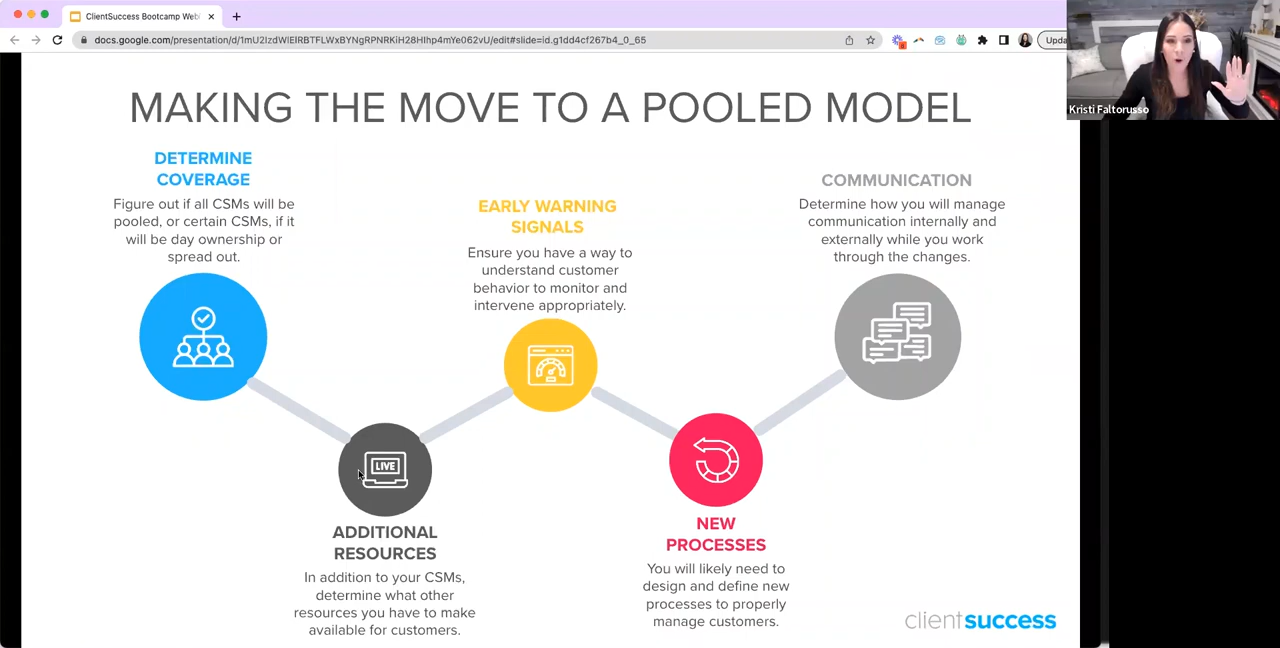 ClientSuccess Bootcamp Web
docs.google.com/presentation/d/1mU2IzdWIEIRBTFLWxBYNgRPNRKiH28HIhp4mYe062vU/edit#slide=id.g1dd4cf267b4_0_65
Upda
Kristi Faltorusso
MAKING THE MOVE TO A POOLED MODEL
DETERMINE
COVERAGE
Figure out if all CSMs will be
pooled, or certain CSMs, if it
will be day ownership or
spread out.
LIVE
ADDITIONAL
RESOURCES
In addition to your CSMs,
determine what other
resources you have to make
available for customers.
EARLY WARNING
SIGNALS
Ensure you have a way to
understand customer
behavior to monitor and
intervene appropriately.
NEW
PROCESSES
You will likely need to
design and define new
processes to properly
manage customers.
COMMUNICATION
Determine how you will manage
communication internally and
externally while you work
through the changes.
clientsuccess